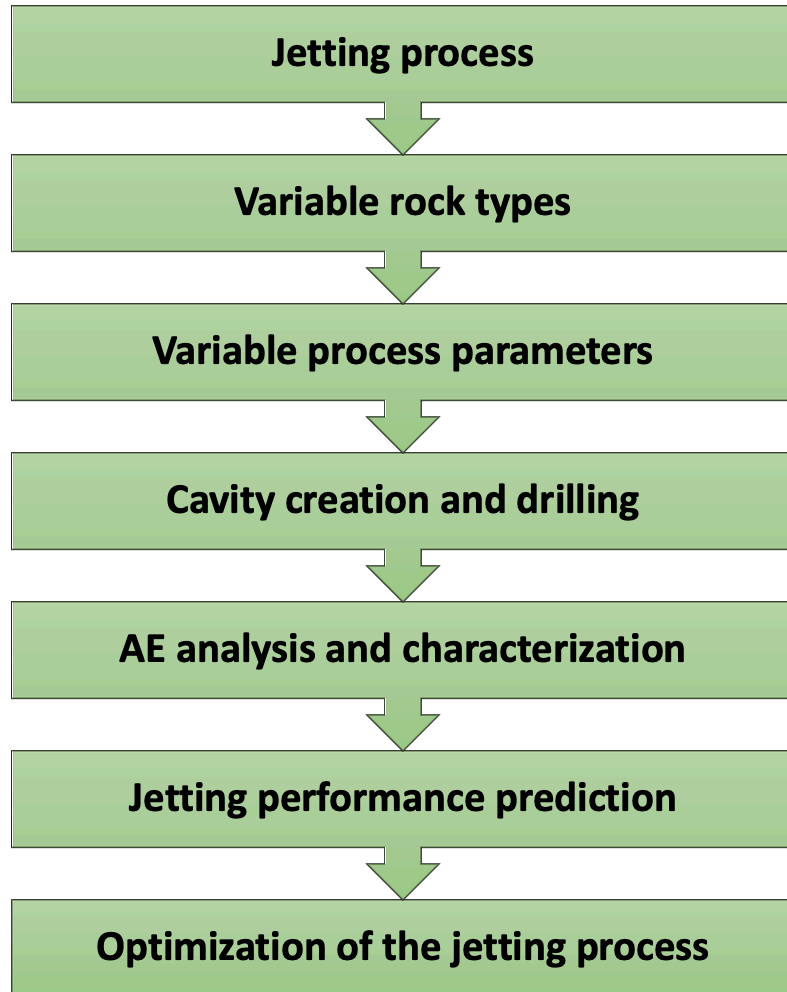 Jetting process
Variable rock types
Variable process parameters
Cavity creation and drilling
AE analysis and characterization
Jetting performance prediction
Optimization of the jetting process